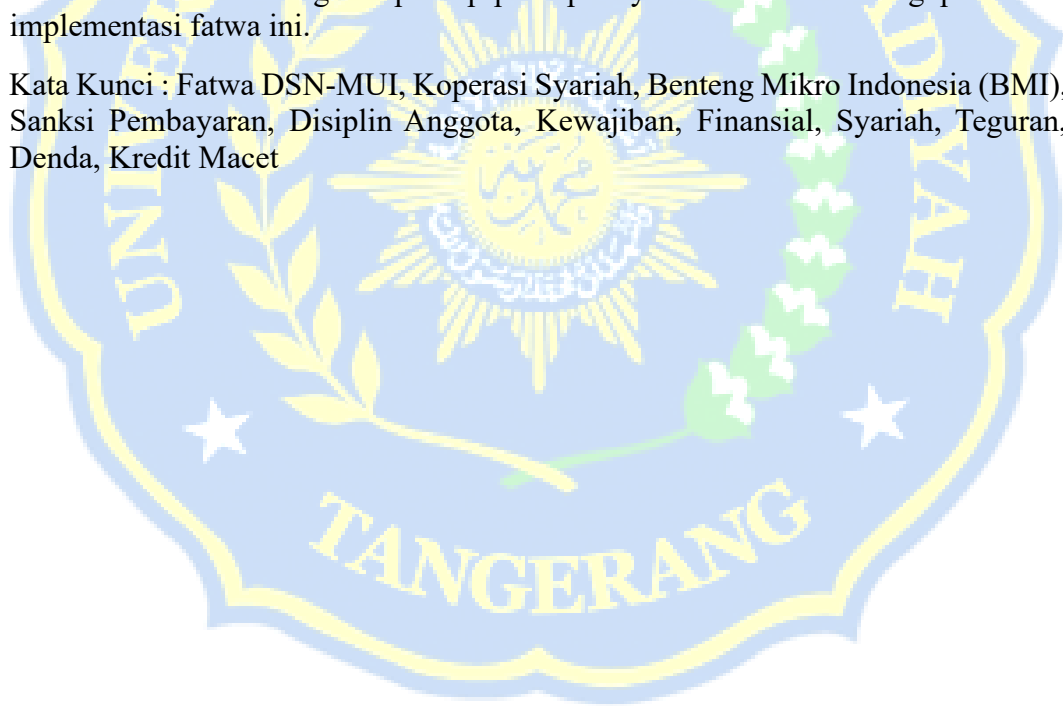 implementasi fatwa ini.
Kata Kunci : Fatwa DSN-MUI, Koperasi Syariah, Benteng Mikro Indonesia (BMI),
Sanksi Pembayaran, Disiplin Anggota, Kewajiban, Finansial, Syariah, Teguran,
Denda, Kredit Macet
TANGERANG